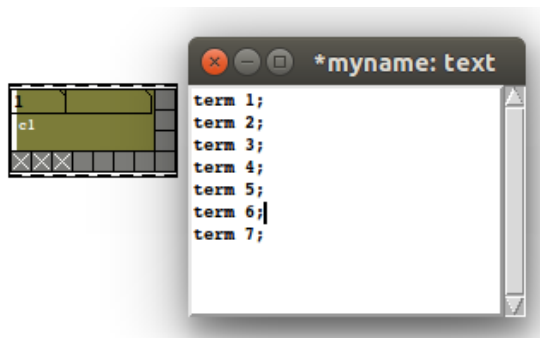 *myname: text
1
c1
term 1;
term 2;
term 3;
term 4;
term 5;
term 6;
term 7;